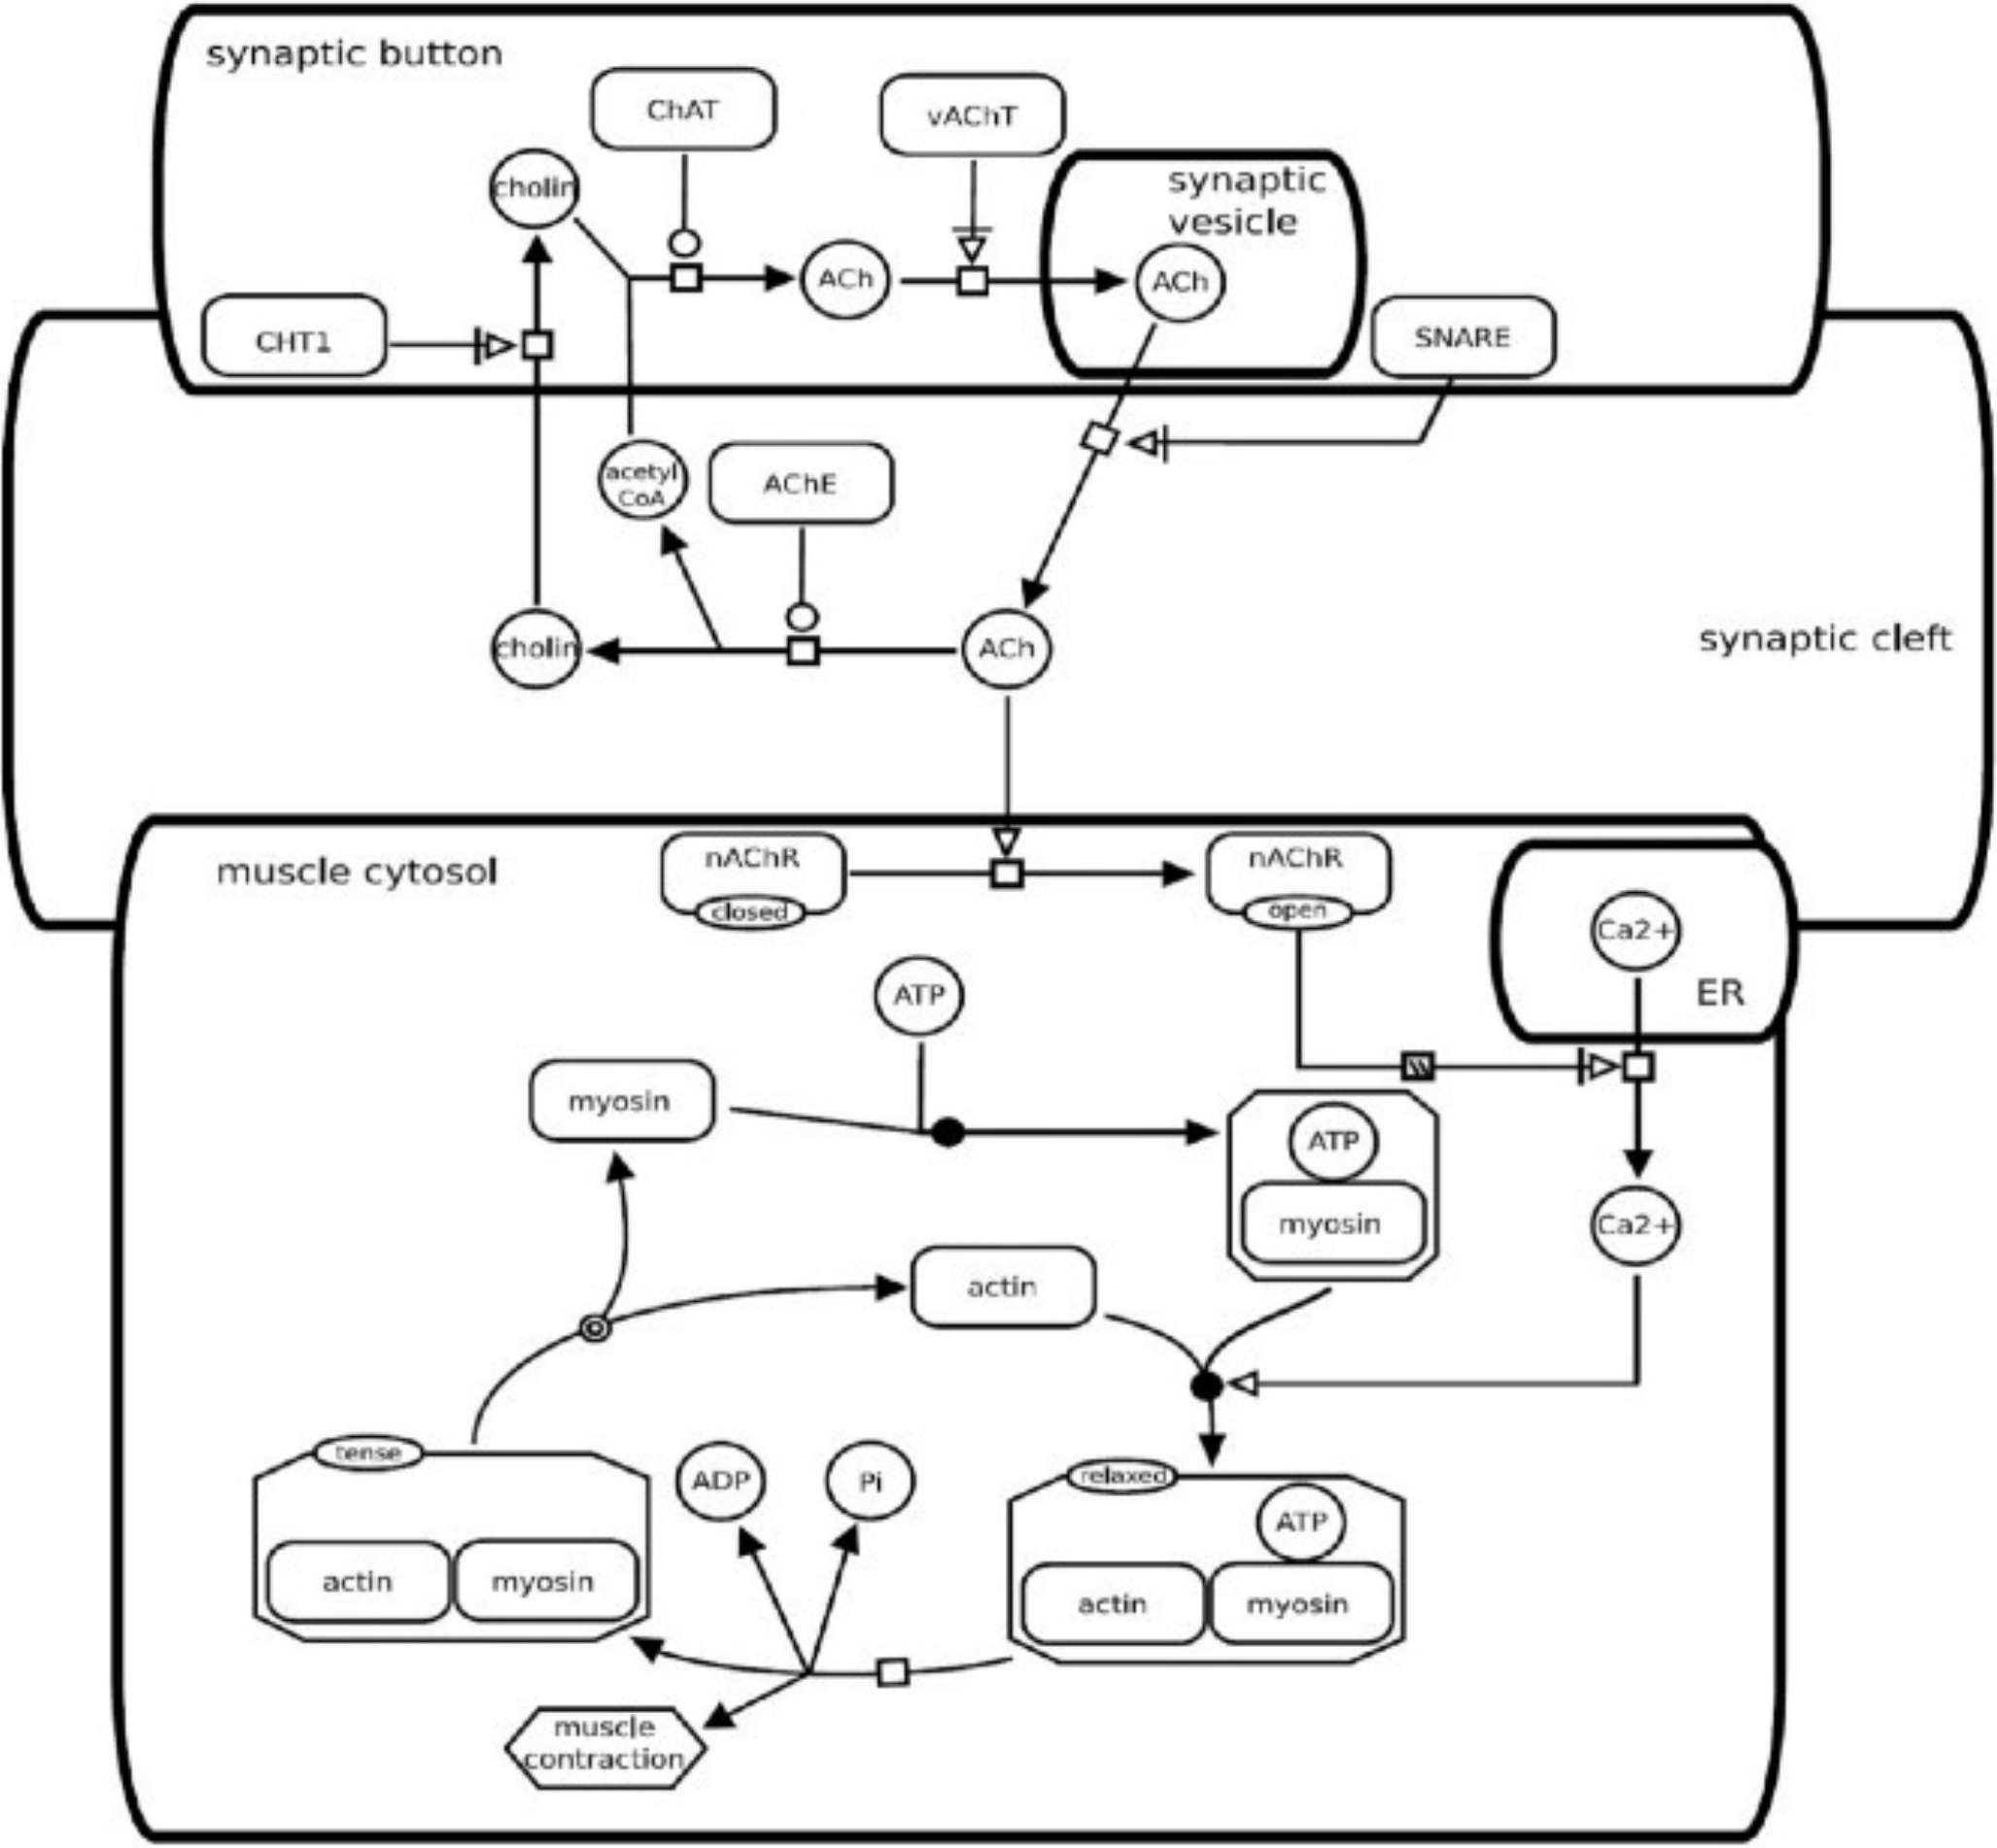 synaptic button
ChAT
vAChT
cholin
synaptic
vesicle
ACh
ACh
CHT1
SNARE
acetyl
CoA
AChE
synaptic cleft
cholin
ACh
muscle cytosol
nAChR
closed
nAChR
open
Ca2+
ER
ATP
myosin
ATP
myosin
Ca2+
actin
tense
ADP
Pi
relaxed
ATP
actin
myosin
actin
myosin
muscle
contraction